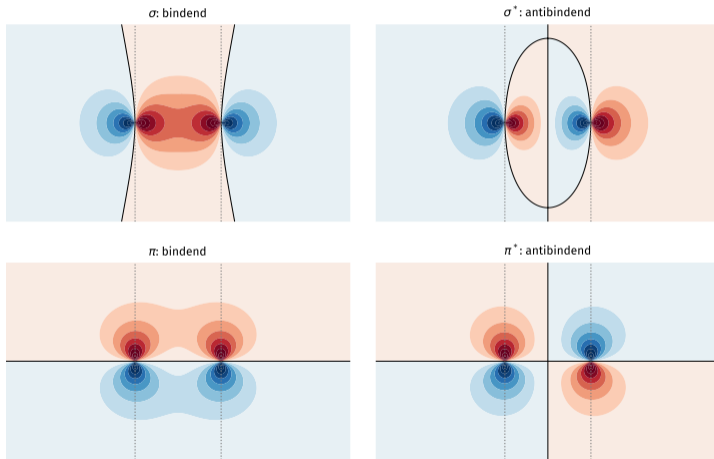 σ: bindend
σ*: antibindend
π: bindend
π*: antibindend